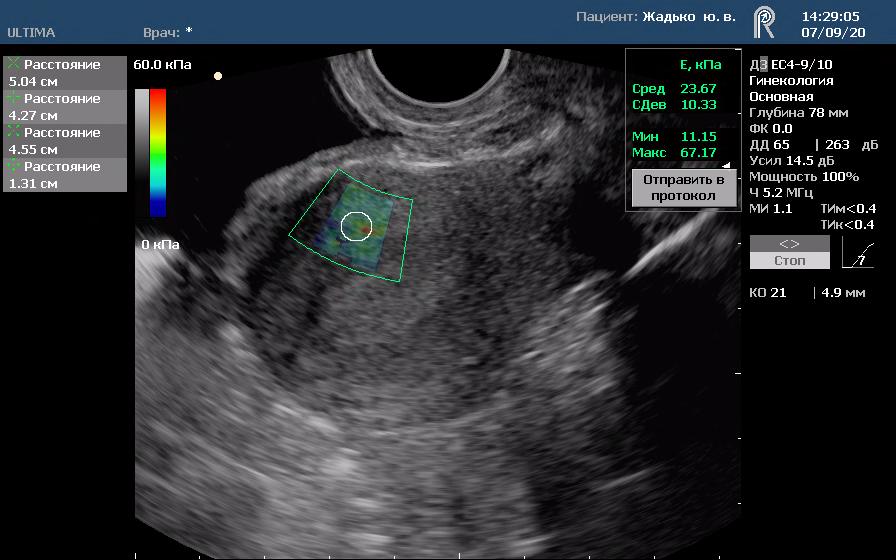 ULTIMA
Врач: *
Пациент: Жадько ю. в.
14:29:05
07/09/20
Расстояние
5.04 см
Расстояние
4.27 см
Расстояние
4.55 см
Расстояние
1.31 см
60.0 кПа
0 кПа
E, кПа
Сред 23.67
СДев 10.33
Мин 11.15
Макс 67.17
Отправить в
протокол
Д3 EC4-9/10
Гинекология
Основная
Глубина 78 мм
ФК 0.0
ДД 65 | 263 дБ
Усил 14.5 дБ
Мощность 100%
Ч 5.2 МГц
МИ 1.1 ТИм<0.4
ТИк<0.4
<>
Стоп
7
КО 21 | 4.9 мм